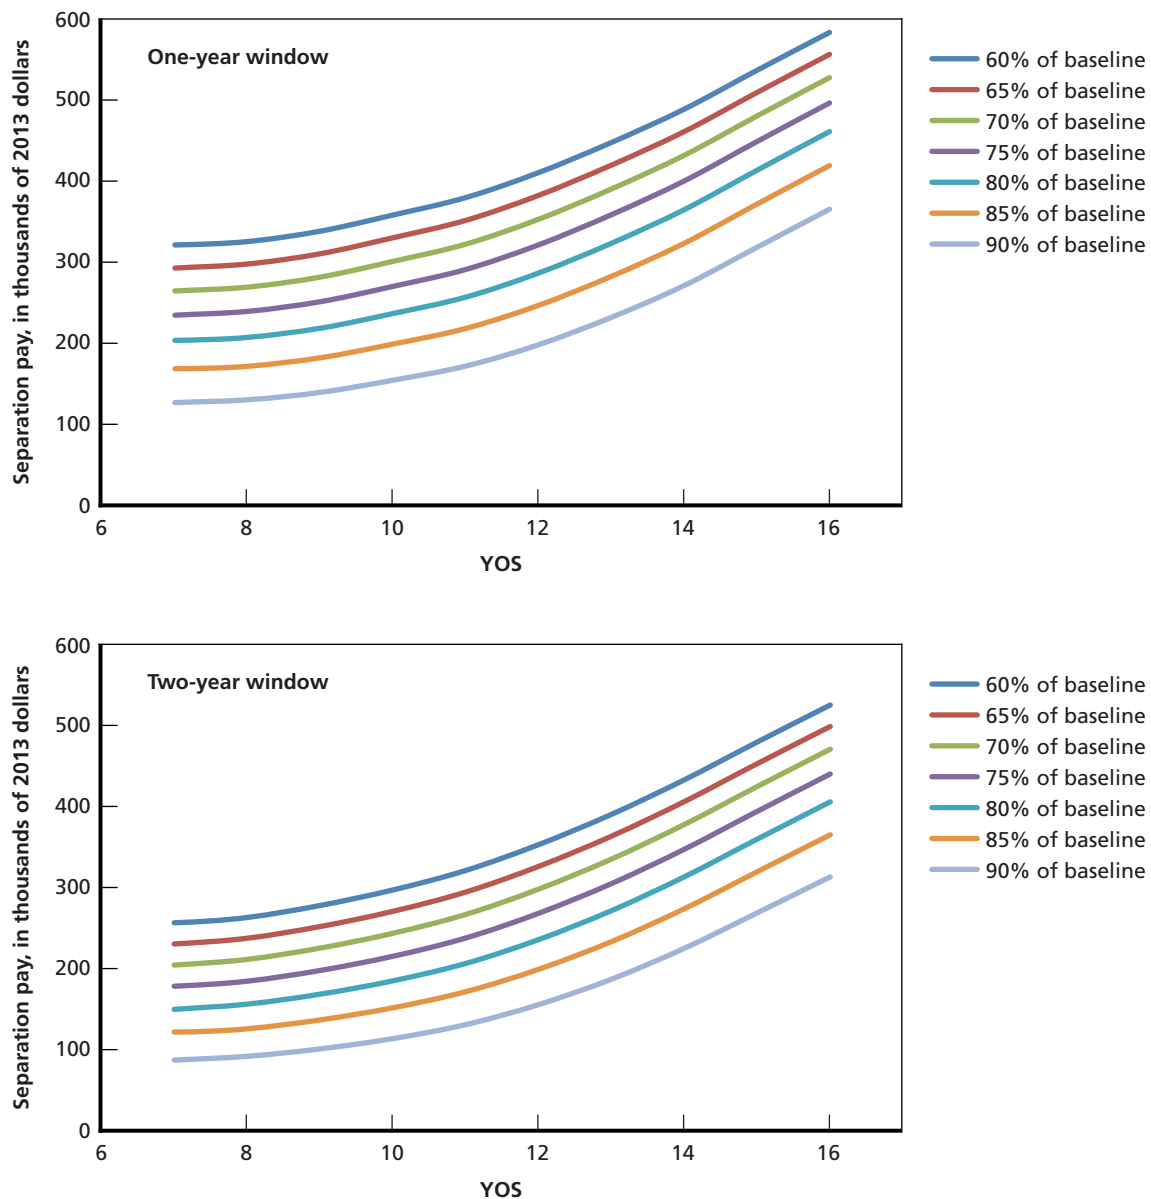 600
500
400
300
200
100
0
Separation pay, in thousands of 2013 dollars
One-year window
6
8
10
12
14
16
YOS
60% of baseline
65% of baseline
70% of baseline
75% of baseline
80% of baseline
85% of baseline
90% of baseline
600
500
400
300
200
100
0
Separation pay, in thousands of 2013 dollars
Two-year window
6
8
10
12
14
16
YOS
60% of baseline
65% of baseline
70% of baseline
75% of baseline
80% of baseline
85% of baseline
90% of baseline